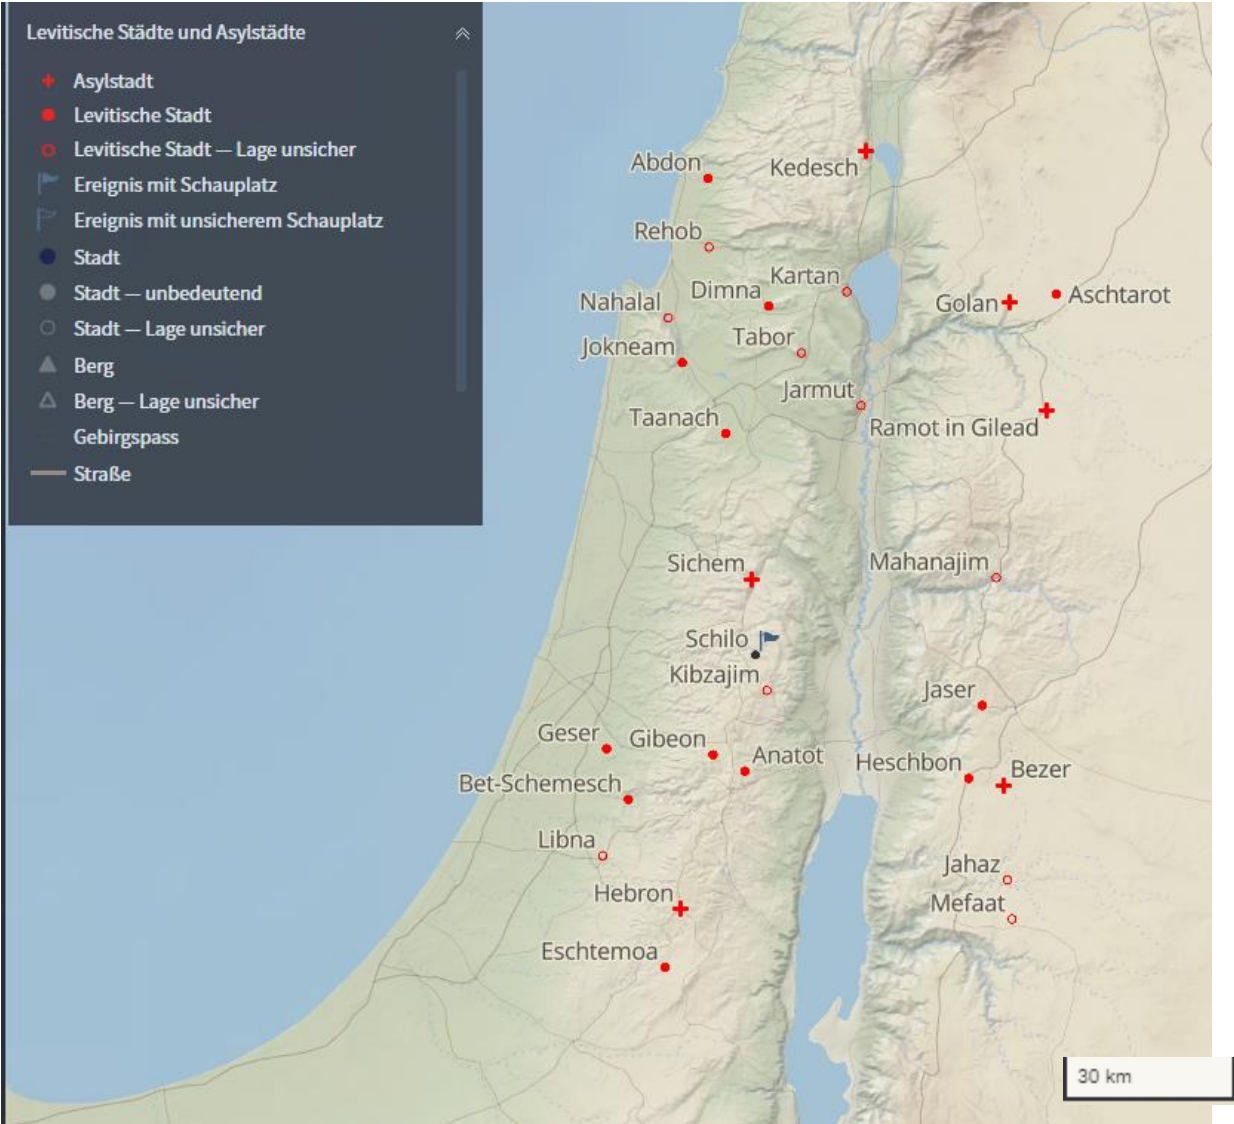 Levitische Städte und Asylstädte
Asylstadt
Levitische Stadt
Levitische Stadt — Lage unsicher
Ereignis mit Schauplatz
Ereignis mit unsicherem Schauplatz
Stadt
Stadt — unbedeutend
Stadt — Lage unsicher
Berg
Berg — Lage unsicher
Gebirgspass
Straße
Abdon
Kedesch
Rehob
Kartan
Dimna
Nahalal
Golan
Aschtarot
Tabor
Jokneam
Jarmut
Taanach
Ramot in Gilead
Sichem
Mahanajim
Schilo
Kibzajim
Jaser
Geser
Gibeon
Anatot
Heschbon
Bezer
Bet-Schemesch
Libna
Jahaz
Hebron
Mefaat
Eschtemoa
30 km